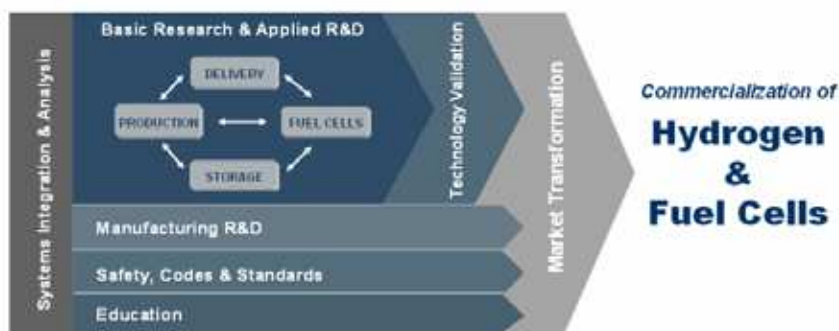 Systems Integration & Analysis
Basic Research & Applied R&D
DELIVERY
PRODUCTION
FUEL CELLS
STORAGE
Technology Validation
Manufacturing R&D
Safety, Codes & Standards
Education
Market Transformation
Commercialization of
Hydrogen
&
Fuel Cells